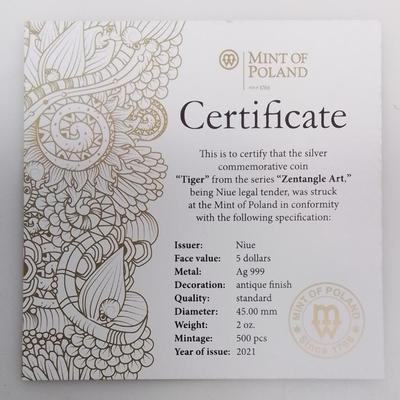 MINT OF
POLAND
Certificate
This is to certify that the silver
commemorative coin
“Tiger” from the series “Zentangle Art,”
being Niue legal tender, was struck
at the Mint of Poland in conformity
with the following specification:
Issuer: Niue
Face value: 5 dollars
Metal: Ag 999
Decoration: antique finish
Quality: standard
Diameter: 45.00 mm
Weight: 2 oz.
Mintage: 500 pcs
Year of issue: 2021
MINT OF POLAND
Since 1766